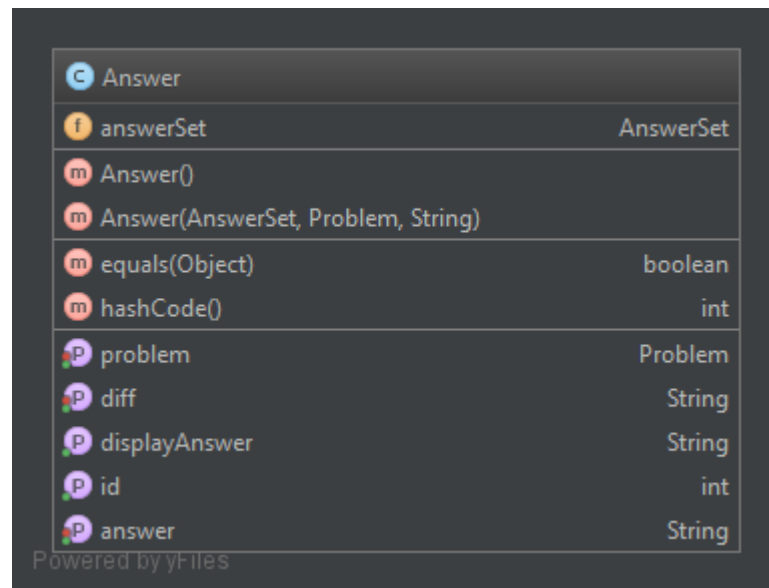 C Answer
f answerSet AnswerSet
m Answer()
m Answer(AnswerSet, Problem, String)
m equals(Object) boolean
m hashCode() int
P problem Problem
P diff String
P displayAnswer String
P id int
P answer String
Powered by yFiles